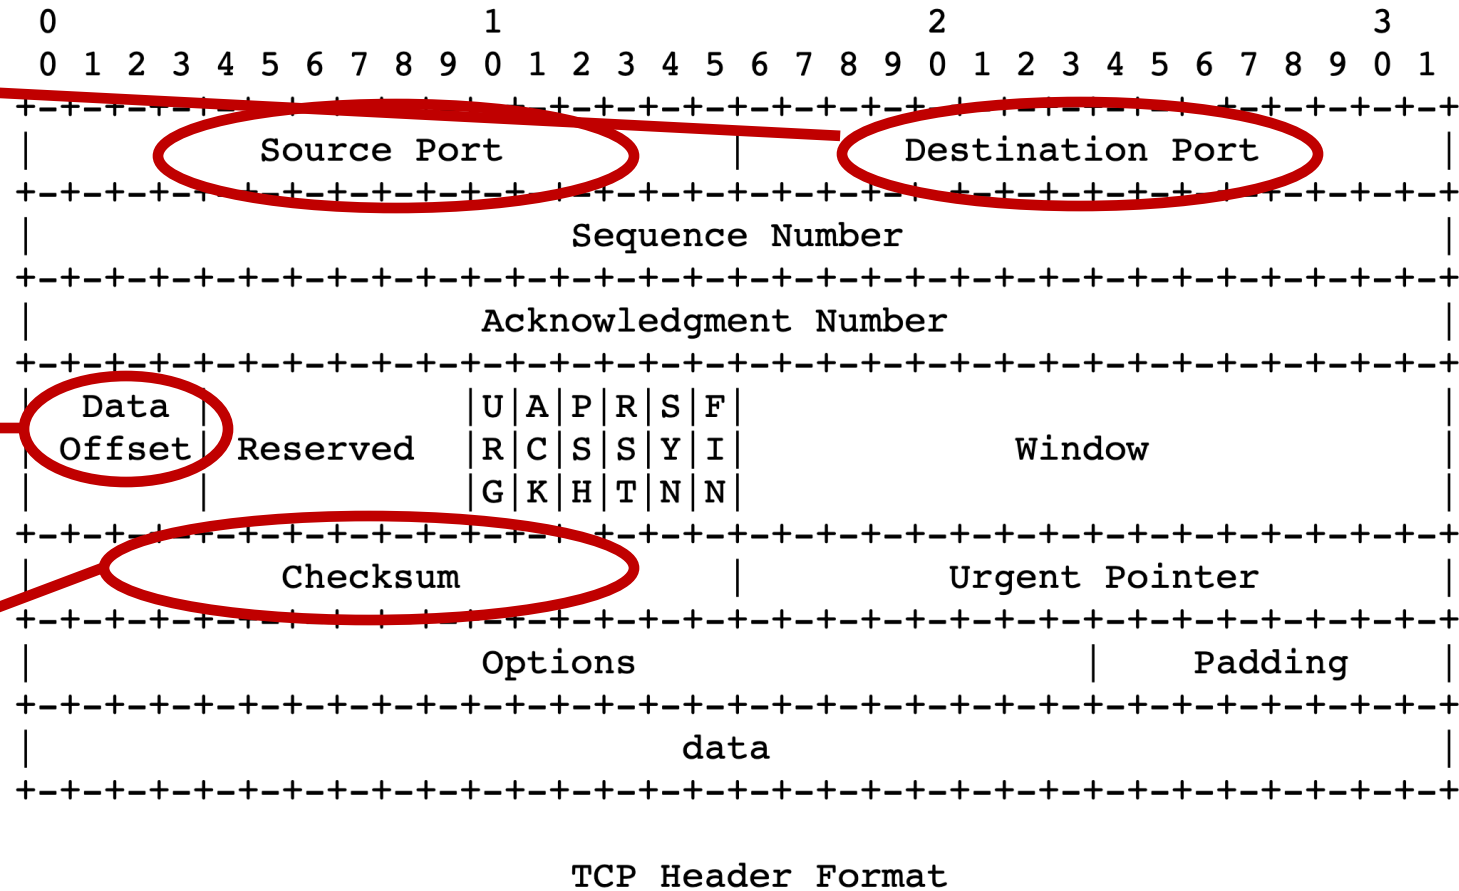 0                   1                   2                   3
0 1 2 3 4 5 6 7 8 9 0 1 2 3 4 5 6 7 8 9 0 1 2 3 4 5 6 7 8 9 0 1
+-+-+-+-+-+-+-+-+-+-+-+-+-+-+-+-+-+-+-+-+-+-+-+-+-+-+-+-+-+-+-+-+
|          Source Port          |       Destination Port        |
+-+-+-+-+-+-+-+-+-+-+-+-+-+-+-+-+-+-+-+-+-+-+-+-+-+-+-+-+-+-+-+-+
|                        Sequence Number                        |
+-+-+-+-+-+-+-+-+-+-+-+-+-+-+-+-+-+-+-+-+-+-+-+-+-+-+-+-+-+-+-+-+
|                    Acknowledgment Number                      |
+-+-+-+-+-+-+-+-+-+-+-+-+-+-+-+-+-+-+-+-+-+-+-+-+-+-+-+-+-+-+-+-+
|  Data |           |U|A|P|R|S|F|                               |
| Offset| Reserved  |R|C|S|S|Y|I|            Window             |
|       |           |G|K|H|T|N|N|                               |
+-+-+-+-+-+-+-+-+-+-+-+-+-+-+-+-+-+-+-+-+-+-+-+-+-+-+-+-+-+-+-+-+
|           Checksum            |         Urgent Pointer        |
+-+-+-+-+-+-+-+-+-+-+-+-+-+-+-+-+-+-+-+-+-+-+-+-+-+-+-+-+-+-+-+-+
|                    Options                    |    Padding    |
+-+-+-+-+-+-+-+-+-+-+-+-+-+-+-+-+-+-+-+-+-+-+-+-+-+-+-+-+-+-+-+-+
|                             data                              |
+-+-+-+-+-+-+-+-+-+-+-+-+-+-+-+-+-+-+-+-+-+-+-+-+-+-+-+-+-+-+-+-+
TCP Header Format